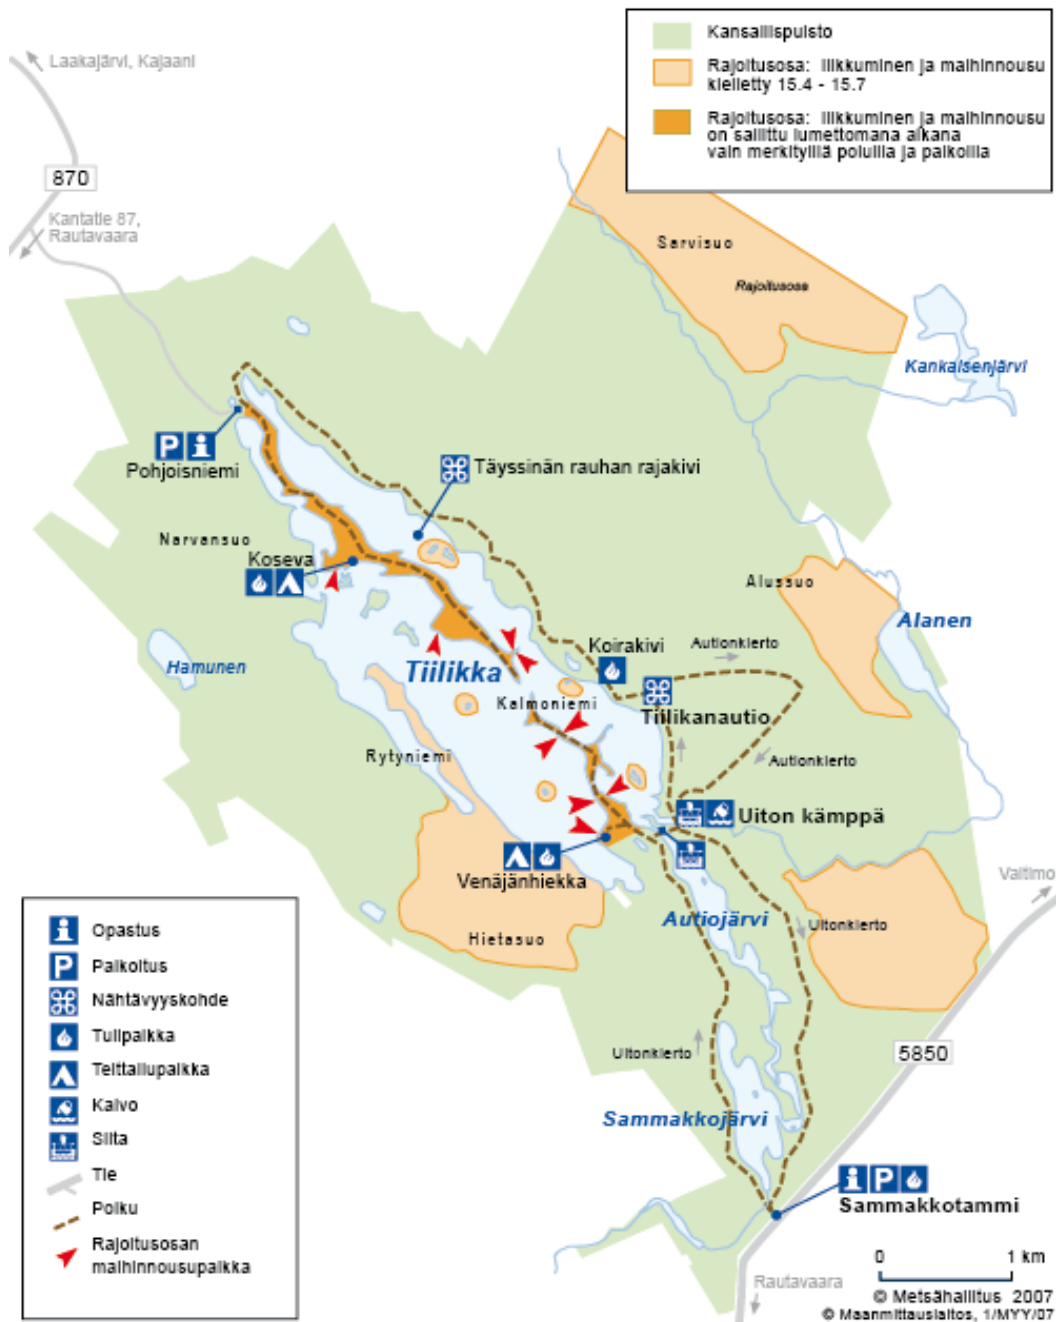 Laakajärvi, Kajaani
870
Kantatie 87,
Rautavaara
Kansallispuisto
Rajoitusosa: liikkuminen ja maihinnousu
kielletty 15.4 - 15.7
Rajoitusosa: liikkuminen ja maihinnousu
on sallittu lumettomana aikana
vain merkityillä poluilla ja paikoilla
Sarvisuo
Rajoitusosa
Kankaisenjärvi
P i
Pohjoisniemi
Täyssinän rauhan rajakivi
Narvansuo
Koseva
Alussuo
Alanen
Hamunen
Tiilikka
Koirakivi
Autionkierto
Kalmoniemi
Tiilikanautio
Rytyniemi
Autionkierto
Uiton kämppä
Venäjänhiekka
Valtimo
Autiojärvi
Uitonkierto
Hietasuo
5850
Uitonkierto
Sammakkojärvi
i P
Sammakkotammi
Rautavaara
i Opastus
P Paikoitus
Nähtävyyskohde
Tulipaikka
Telttailupaikka
Kaivo
Silta
Tie
Polku
Rajoitusosan
maihinnousupaikka
0 1 km
© Metsähallitus 2007
© Maanmittauslaitos, 1/MYY/07